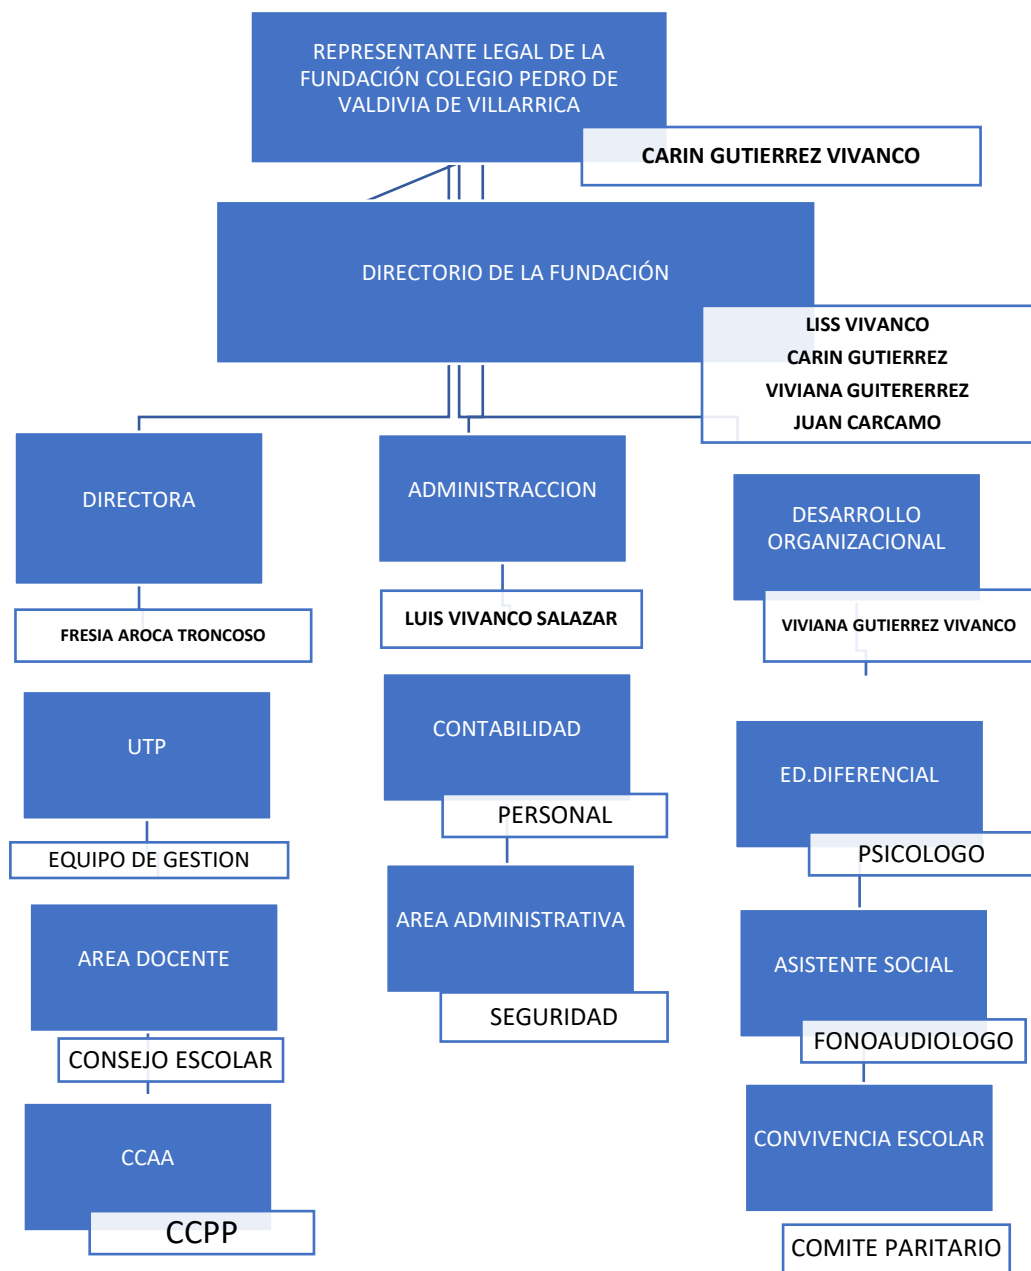 REPRESENTANTE LEGAL DE LA
FUNDACIÓN COLEGIO PEDRO DE
VALDIVIA DE VILLARRICA
CARIN GUTIERREZ VIVANCO
DIRECTORIO DE LA FUNDACIÓN
LISS VIVANCO
CARIN GUTIERREZ
VIVIANA GUITERERREZ
JUAN CARCAMO
DIRECTORA
FRESIA AROCA TRONCOSO
UTP
EQUIPO DE GESTION
AREA DOCENTE
CONSEJO ESCOLAR
CCAA
CCPP
ADMINISTRACCION
LUIS VIVANCO SALAZAR
CONTABILIDAD
PERSONAL
AREA ADMINISTRATIVA
SEGURIDAD
DESARROLLO
ORGANIZACIONAL
VIVIANA GUTIERREZ VIVANCO
ED.DIFERENCIAL
PSICOLOGO
ASISTENTE SOCIAL
FONOAUDIOLOGO
CONVIVENCIA ESCOLAR
COMITE PARITARIO